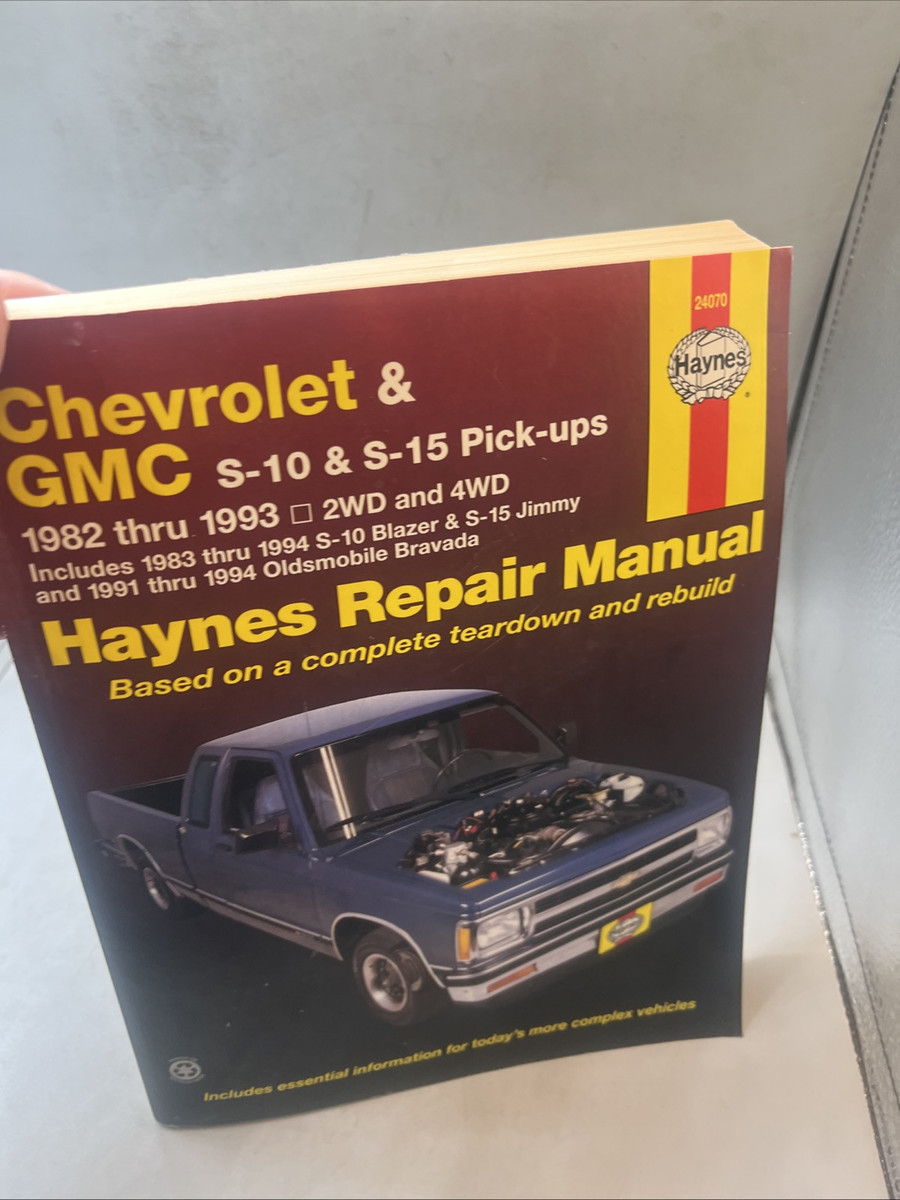 24070
Haynes
Chevrolet &
GMC S-10 & S-15 Pick-ups
1982 thru 1993 □ 2WD and 4WD
Includes 1983 thru 1994 S-10 Blazer & S-15 Jimmy
and 1991 thru 1994 Oldsmobile Bravada
Haynes Repair Manual
Based on a complete teardown and rebuild
Includes essential information for today's more complex vehicles